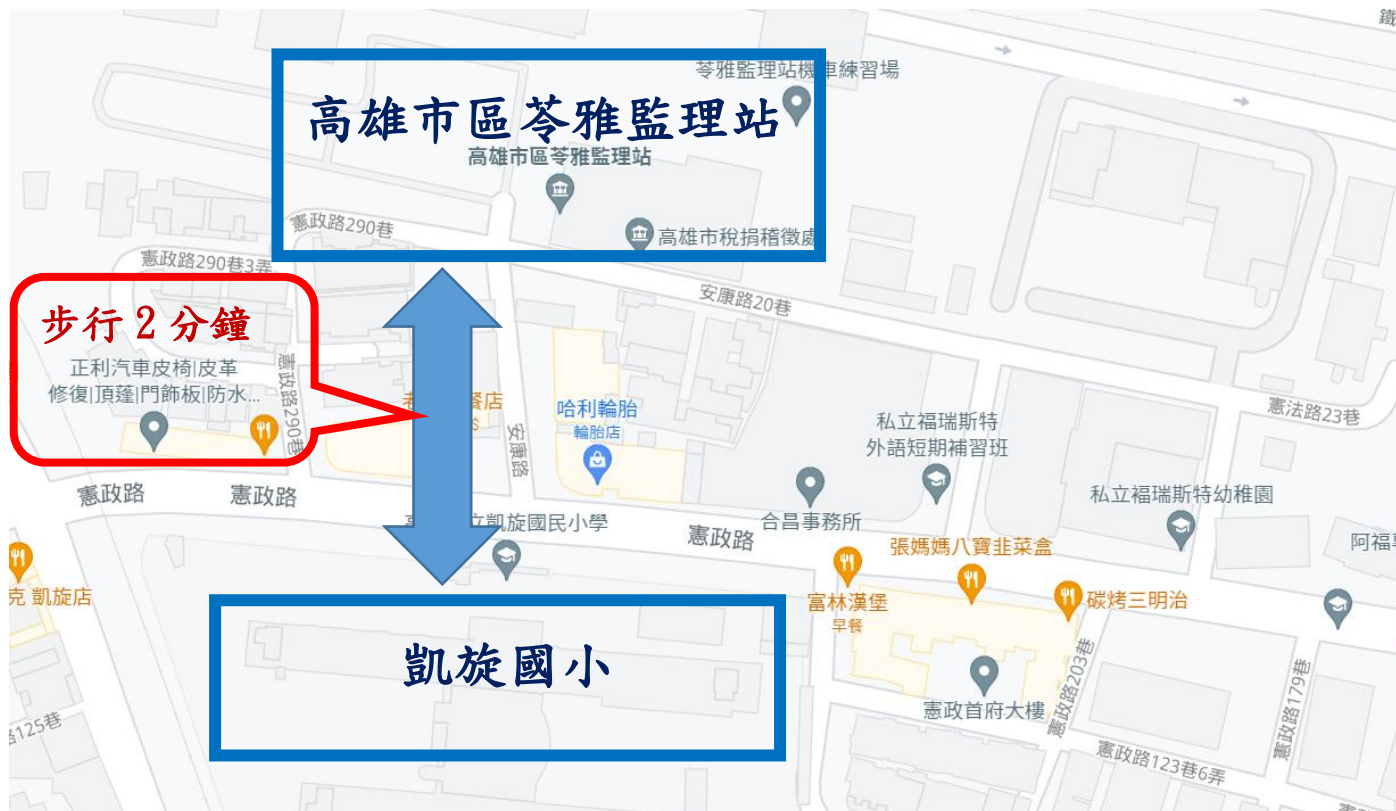 鐵
苓雅監理站機車練習場
高雄市區苓雅監理站
高雄市區苓雅監理站
憲政路290巷
高雄市稅捐稽徵處
憲政路290巷3弄
安康路20巷
步行2分鐘
正利汽車皮椅|皮革
修復|頂蓬|門飾板|防水...
憲政路290巷
老
餐店
哈利輪胎
輪胎店
安康路
私立福瑞斯特
外語短期補習班
憲法路23巷
憲政路
憲政路
立凱旋國民小學
憲政路
合昌事務所
私立福瑞斯特幼稚園
張媽媽八寶韭菜盒
阿福
克 凱旋店
富林漢堡
早餐
碳烤三明治
凱旋國小
憲政首府大樓
憲政路203巷
憲政路179巷
125巷
憲政路123巷6弄